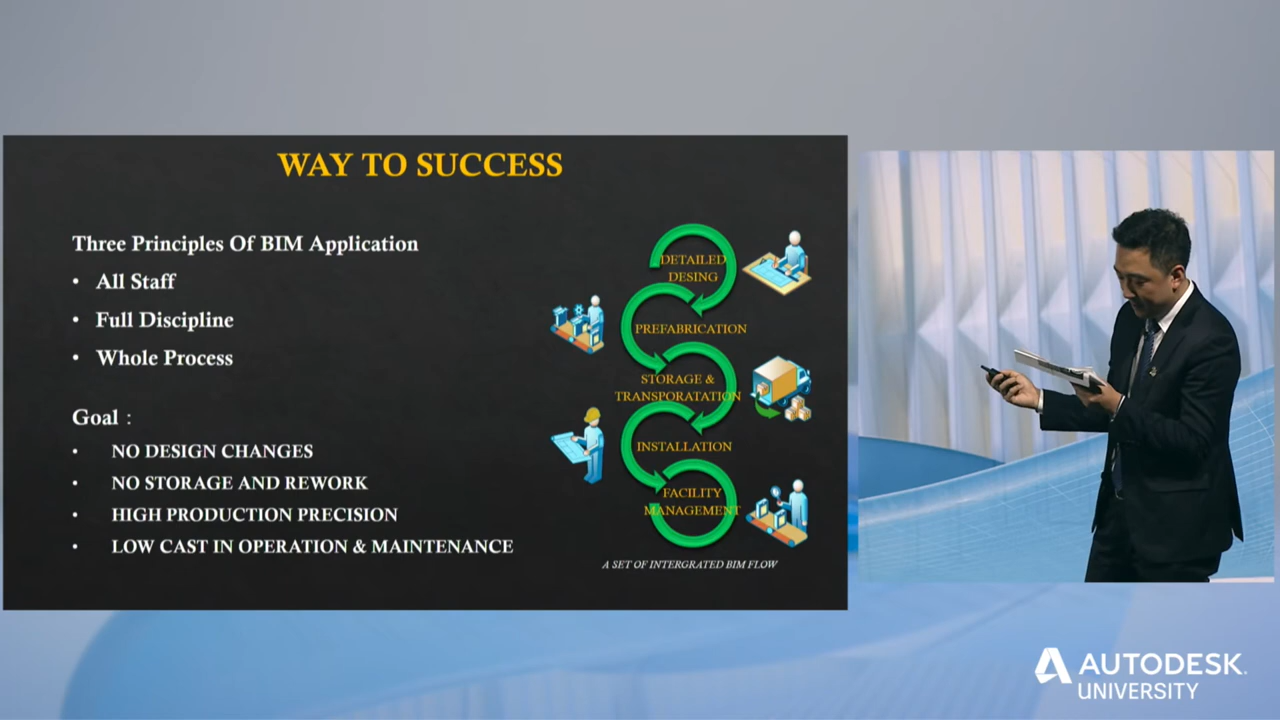 WAY TO SUCCESS
Three Principles Of BIM Application
• All Staff
• Full Discipline
• Whole Process
Goal :
• NO DESIGN CHANGES
• NO STORAGE AND REWORK
• HIGH PRODUCTION PRECISION
• LOW CAST IN OPERATION & MAINTENANCE
DETAILED
DESING
PREFABRICATION
STORAGE &
TRANSPORATATION
INSTALLATION
FACILITY
MANAGEMENT
A SET OF INTERGRATED BIM FLOW
AUTODESK
UNIVERSITY